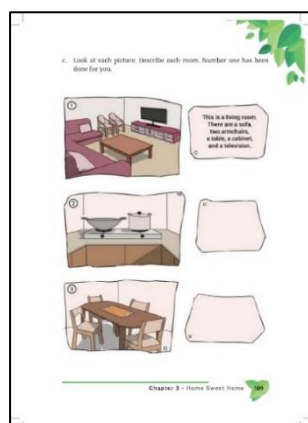 c. Look at each picture. Describe each room. Number one has been
done for you.
1
This is a living room.
There are a sofa,
two armchairs,
a table, a cabinet,
and a television.
2
3
Chapter 3 - Home Sweet Home 189